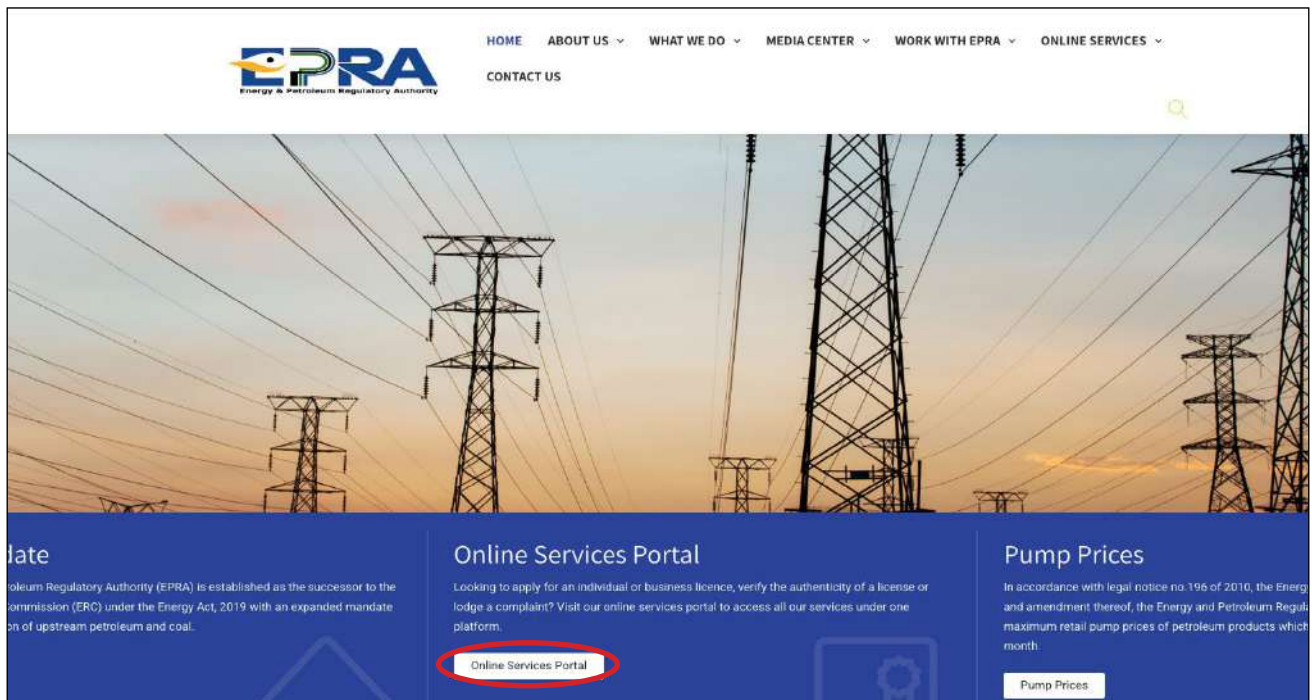 HOME ABOUT US WHAT WE DO MEDIA CENTER WORK WITH EPRA ONLINE SERVICES
CONTACT US
EPRA
Energy & Petroleum Regulatory Authority
date
roleum Regulatory Authority (EPRA) is established as the successor to the
Commission (ERC) under the Energy Act, 2019 with an expanded mandate
on of upstream petroleum and coal.
Online Services Portal
Looking to apply for an individual or business licence, verify the authenticity of a license or
lodge a complaint? Visit our online services portal to access all our services under one
platform.
Online Services Portal
Pump Prices
In accordance with legal notice no.196 of 2010, the Energ
and amendment thereof, the Energy and Petroleum Regul
maximum retail pump prices of petroleum products which
month.
Pump Prices